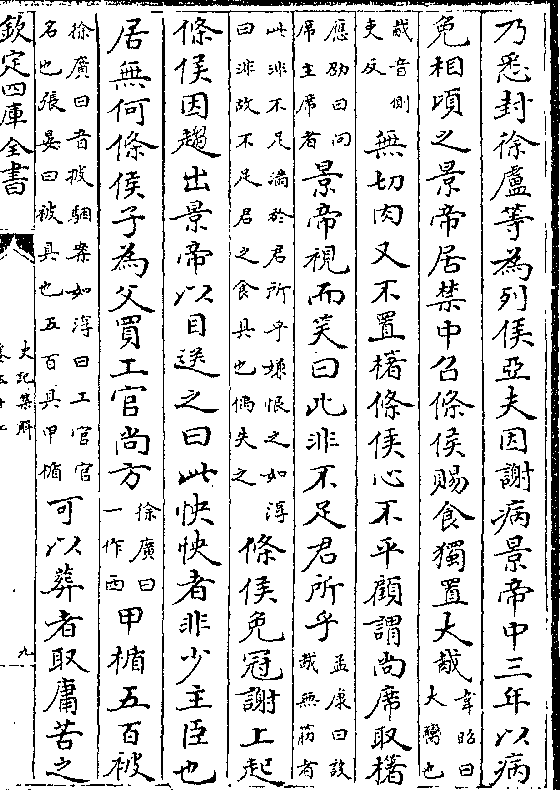 乃悉封徐盧等為列侯亞夫因謝病景帝中三年以病
免相頃之景帝居禁中召條侯賜食獨置大胾韋昭曰大臠也
胾音側吏反無切肉又不置櫡條侯心不平顧謂尚席取櫡
應劭曰尚席主席者景帝視而笑曰此非不足君所乎孟康曰設胾無筯者
此非不足滿於君所乎嫌恨之如淳曰非故不足君之食具也偶失之條侯免冠謝上起
條侯因趨出景帝以目送之曰此怏怏者非少主臣也
居無何條侯子為父買工官尚方徐廣曰一作西甲楯五百被
徐廣曰音披駰案如淳曰工官官名也張晏曰被具也五百具甲楯可以葬者取庸苦之
欽定四庫全書
史記集解
九